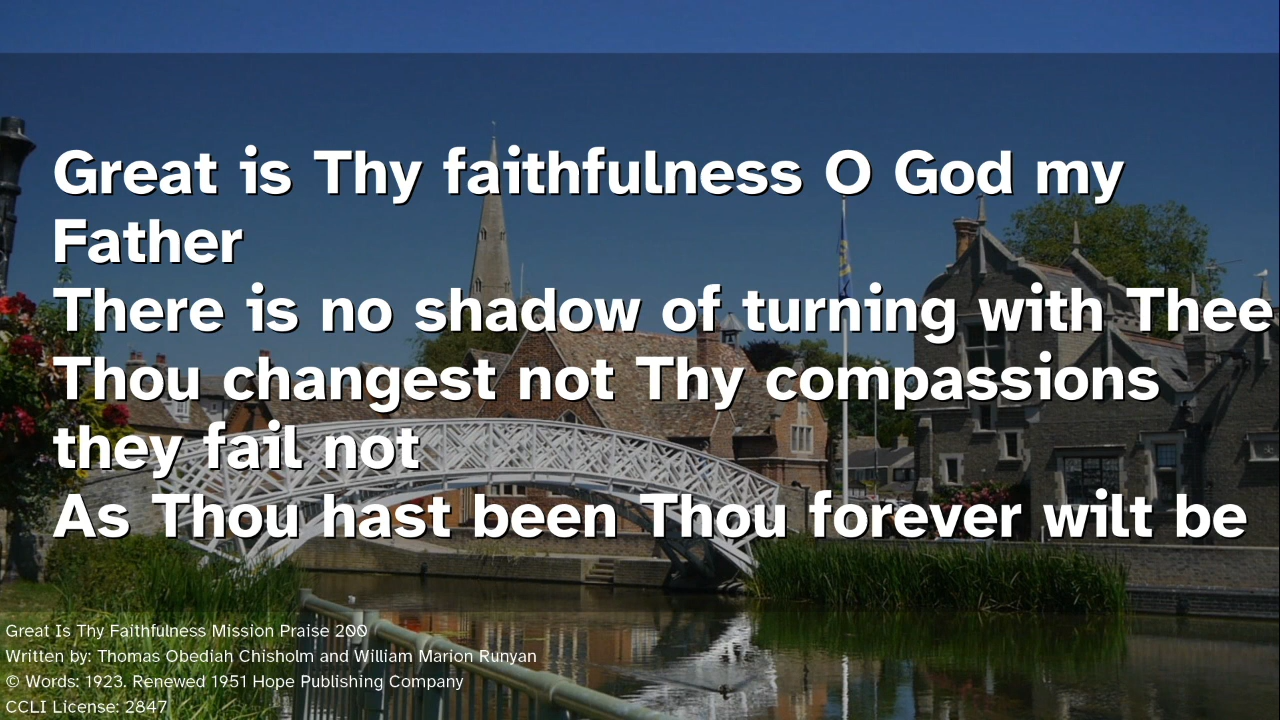 Great is Thy faithfulness O God my
Father
There is no shadow of turning with Thee
Thou changest not Thy compassions
they fail not
As Thou hast been Thou forever wilt be
Great Is Thy Faithfulness Mission Praise 200
Written by: Thomas Obediah Chisholm and William Marion Runyan
© Words: 1923. Renewed 1951 Hope Publishing Company
CCLI License: 2847